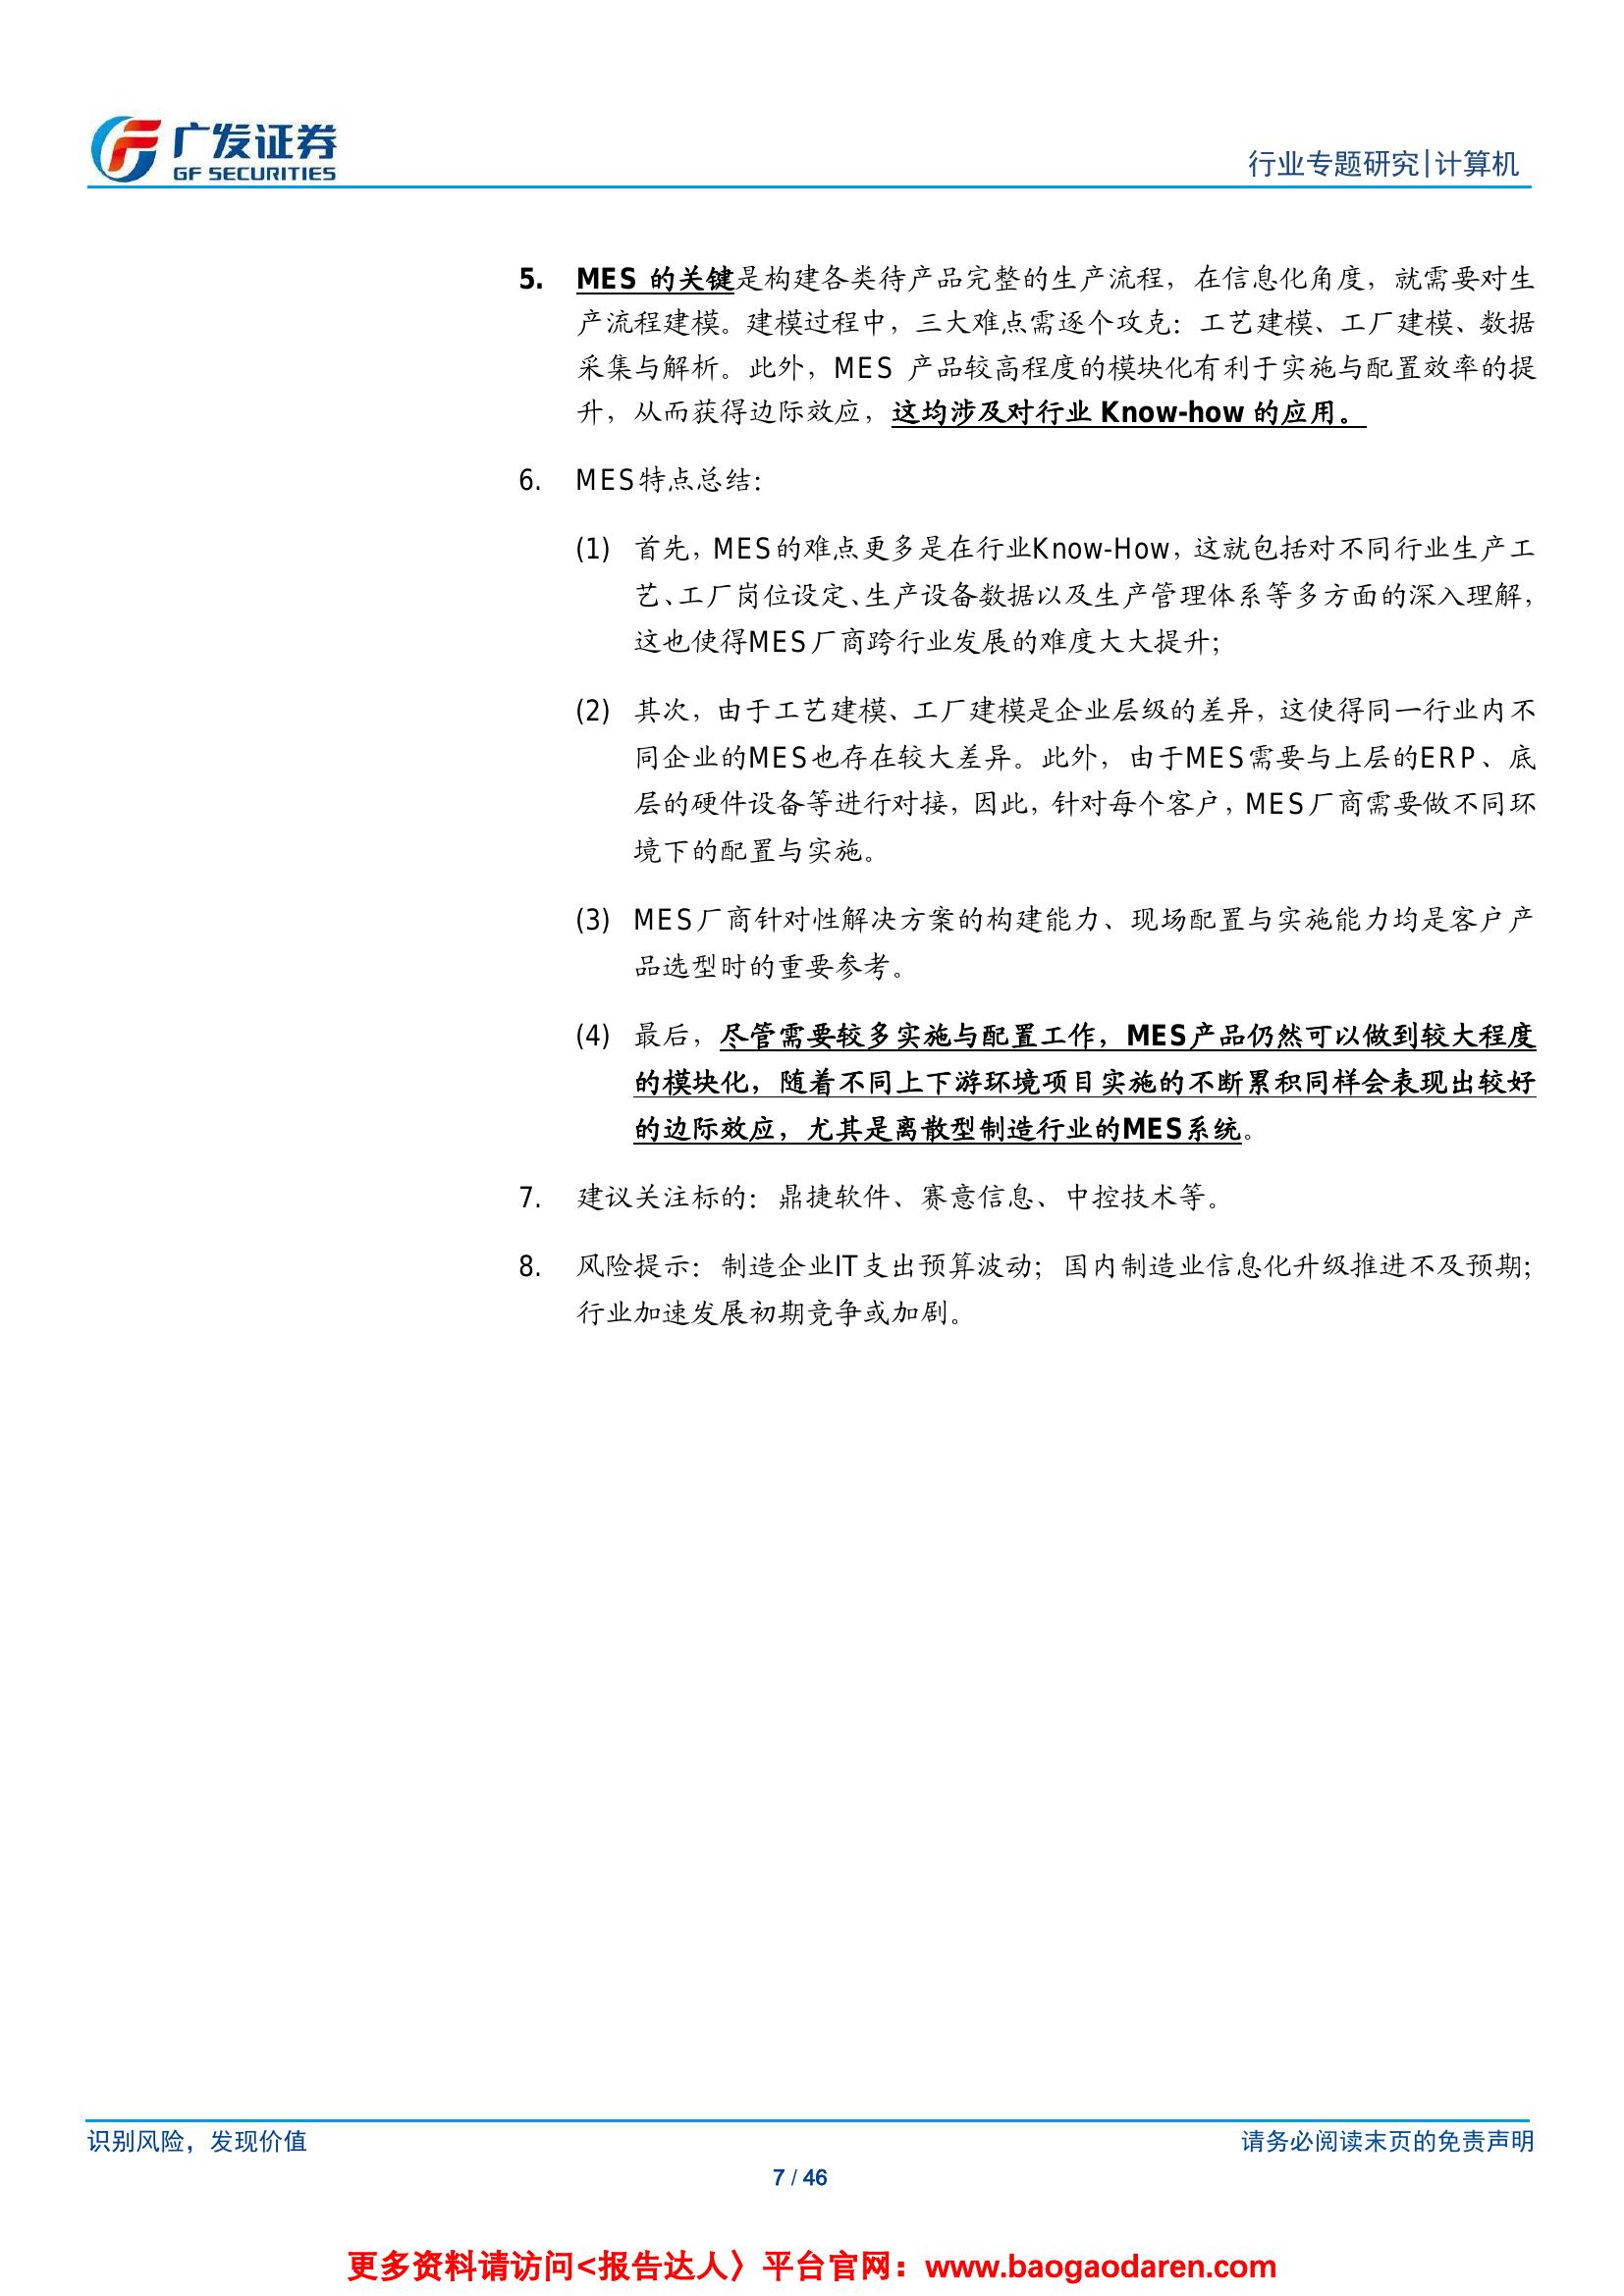 广发证券
GF SECURITIES
行业专题研究|计算机
5. MES 的关键是构建各类待产品完整的生产流程，在信息化角度，就需要对生
产流程建模。建模过程中，三大难点需逐个攻克：工艺建模、工厂建模、数据
采集与解析。此外，MES 产品较高程度的模块化有利于实施与配置效率的提
升，从而获得边际效应，这均涉及对行业 Know-how 的应用。
6. MES特点总结：
(1) 首先，MES的难点更多是在行业Know-How，这就包括对不同行业生产工
艺、工厂岗位设定、生产设备数据以及生产管理体系等多方面的深入理解，
这也使得MES厂商跨行业发展的难度大大提升；
(2) 其次，由于工艺建模、工厂建模是企业层级的差异，这使得同一行业内不
同企业的MES也存在较大差异。此外，由于MES需要与上层的ERP、底
层的硬件设备等进行对接，因此，针对每个客户，MES厂商需要做不同环
境下的配置与实施。
(3) MES厂商针对性解决方案的构建能力、现场配置与实施能力均是客户产
品选型时的重要参考。
(4) 最后，尽管需要较多实施与配置工作，MES产品仍然可以做到较大程度
的模块化，随着不同上下游环境项目实施的不断累积同样会表现出较好
的边际效应，尤其是离散型制造行业的MES系统。
7. 建议关注标的：鼎捷软件、赛意信息、中控技术等。
8. 风险提示：制造企业IT支出预算波动；国内制造业信息化升级推进不及预期；
行业加速发展初期竞争或加剧。
识别风险，发现价值
请务必阅读末页的免责声明
7 / 46
更多资料请访问<报告达人〉平台官网：www.baogaodaren.com